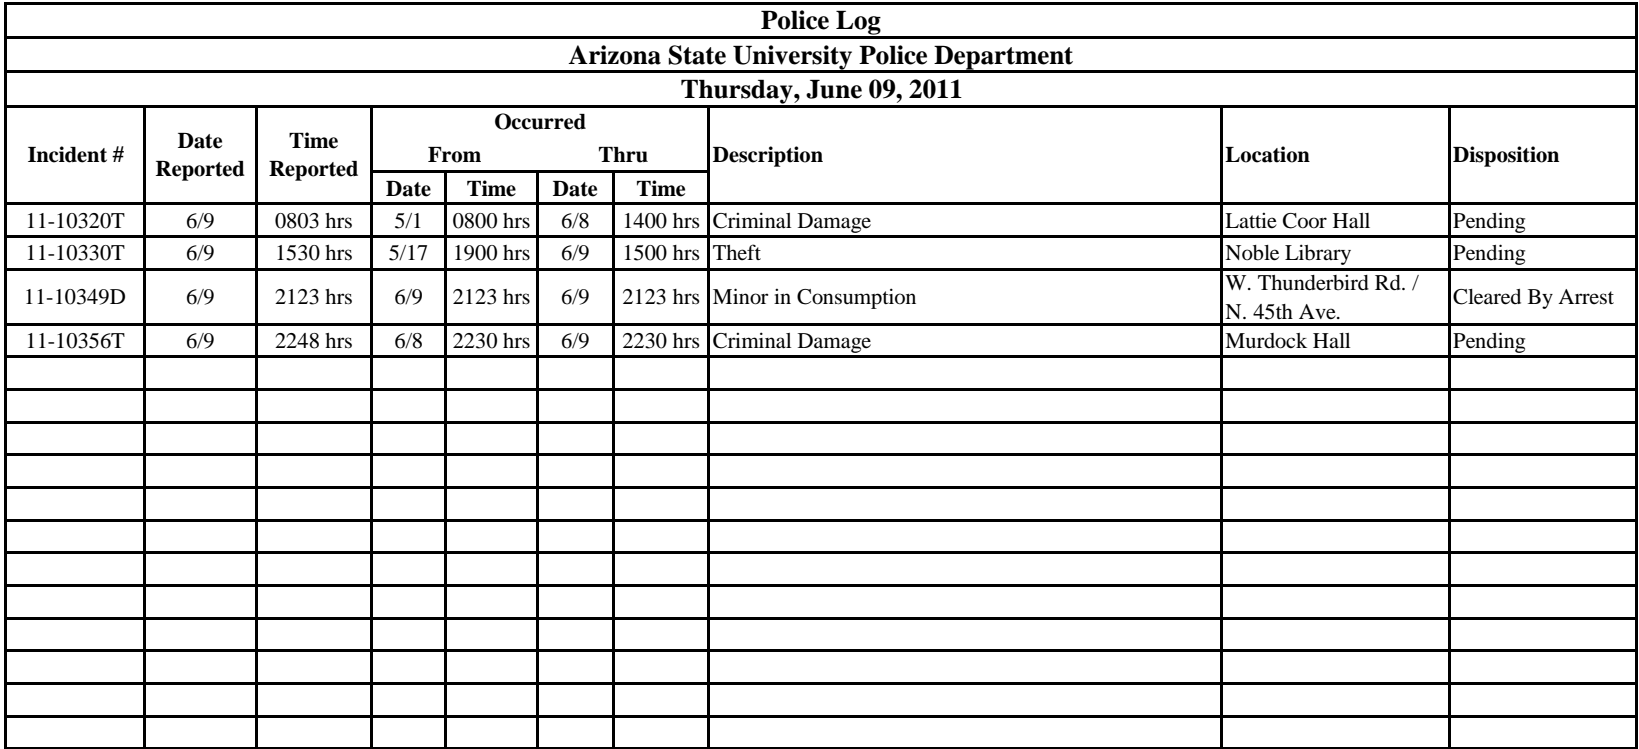 Police Log
Arizona State University Police Department
Thursday, June 09, 2011
Incident # Date Reported Time Reported Occurred Description Location Disposition
From Thru
Date Time Date Time
11-10320T 6/9 0803 hrs 5/1 0800 hrs 6/8 1400 hrs Criminal Damage Lattie Coor Hall Pending
11-10330T 6/9 1530 hrs 5/17 1900 hrs 6/9 1500 hrs Theft Noble Library Pending
11-10349D 6/9 2123 hrs 6/9 2123 hrs 6/9 2123 hrs Minor in Consumption W. Thunderbird Rd. / N. 45th Ave. Cleared By Arrest
11-10356T 6/9 2248 hrs 6/8 2230 hrs 6/9 2230 hrs Criminal Damage Murdock Hall Pending